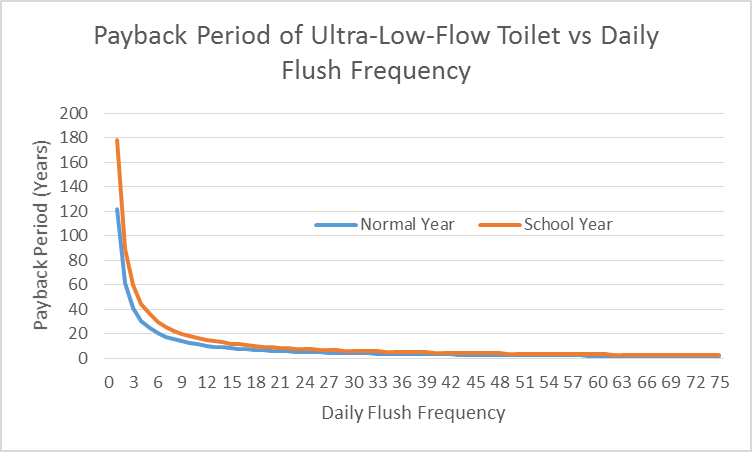 Payback Period of Ultra-Low-Flow Toilet vs Daily
Flush Frequency
Payback Period (Years)
200
180
160
140
120
100
80
60
40
20
0
Normal Year School Year
0 3 6 9 12 15 18 21 24 27 30 33 36 39 42 45 48 51 54 57 60 63 66 69 72 75
Daily Flush Frequency